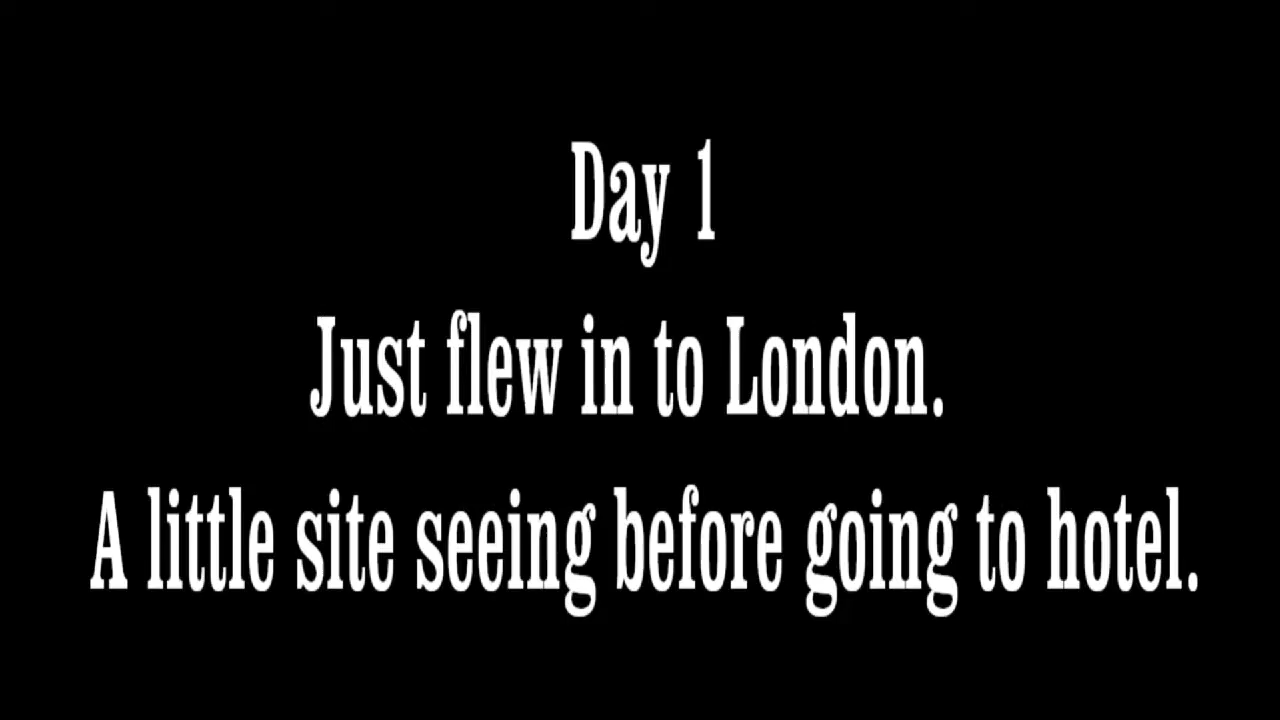 Day 1
Just flew in to London.
A little site seeing before going to hotel.